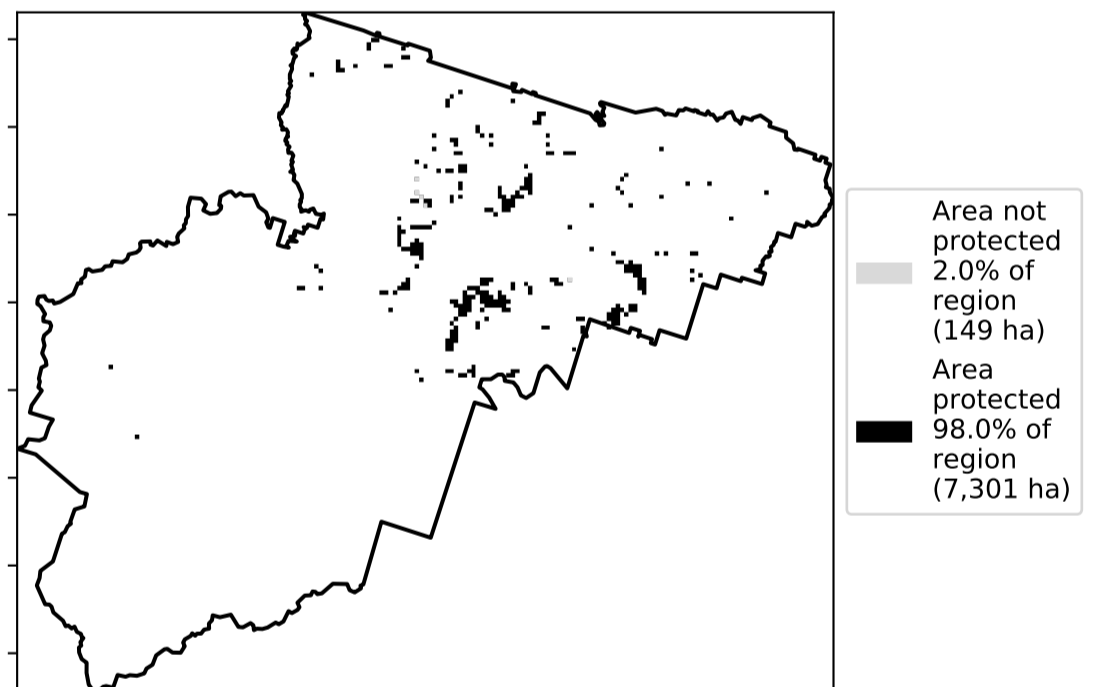 Area not
protected
2.0% of
region
(149 ha)
Area
protected
98.0% of
region
(7,301 ha)